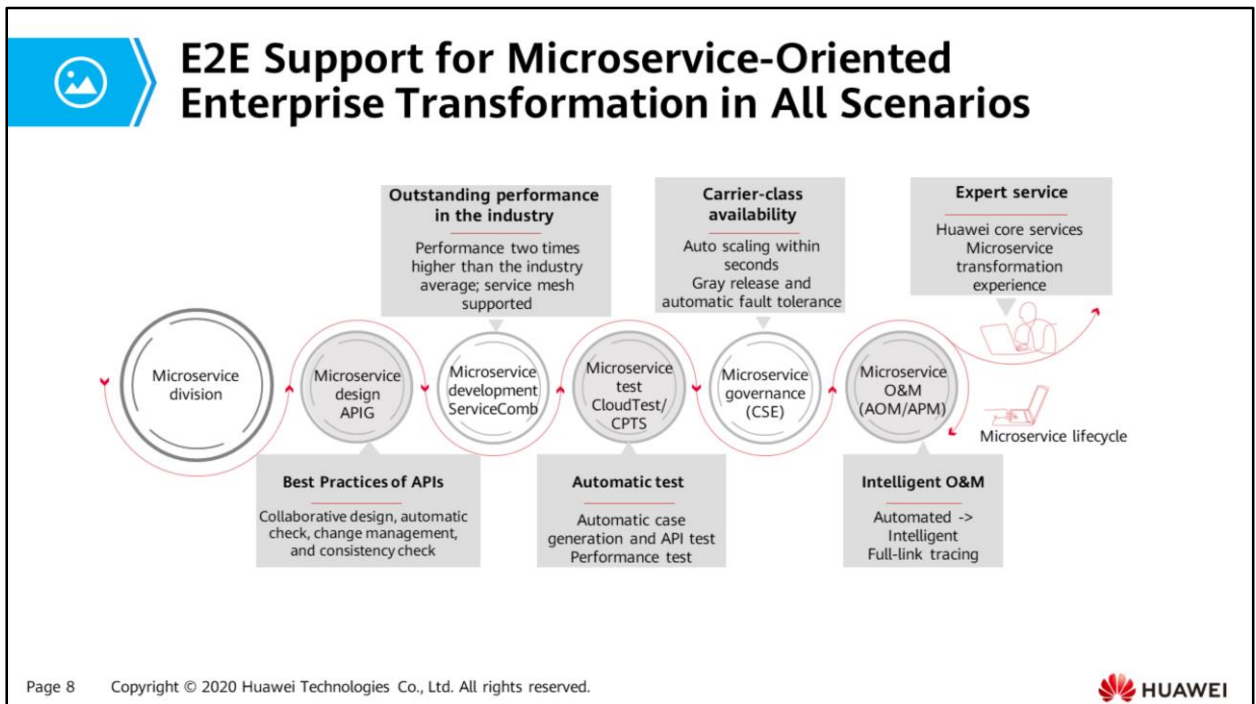 E2E Support for Microservice-Oriented
Enterprise Transformation in All Scenarios
Outstanding performance
in the industry
Performance two times
higher than the industry
average; service mesh
supported
Carrier-class
availability
Auto scaling within
seconds
Gray release and
automatic fault tolerance
Expert service
Huawei core services
Microservice
transformation
experience
Microservice
division
Microservice
design
APIG
Microservice
development
ServiceComb
Microservice
test
CloudTest/
CPTS
Microservice
governance
(CSE)
Microservice
O&M
(AOM/APM)
Microservice lifecycle
Best Practices of APIs
Collaborative design, automatic
check, change management,
and consistency check
Automatic test
Automatic case
generation and API test
Performance test
Intelligent O&M
Automated ->
Intelligent
Full-link tracing
Page 8 Copyright © 2020 Huawei Technologies Co., Ltd. All rights reserved.
HUAWEI